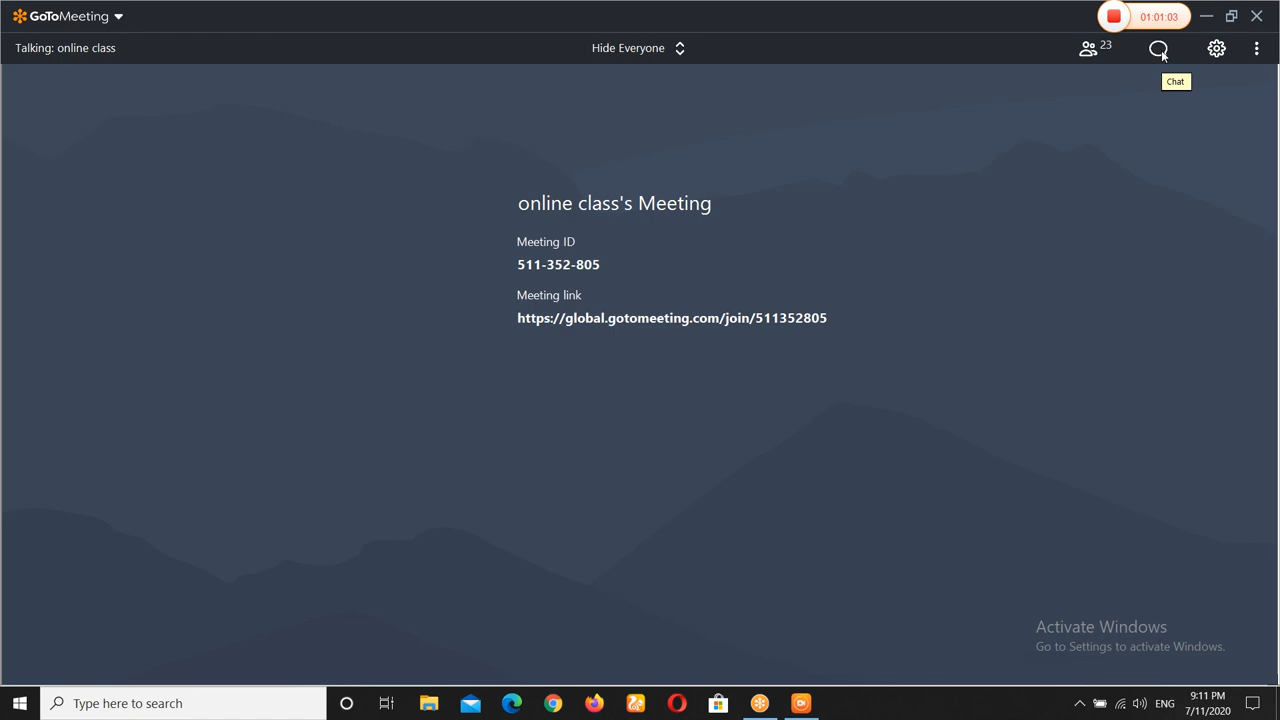 GoToMeeting
01:01:03
Talking: online class
Hide Everyone
23
Chat
online class's Meeting
Meeting ID
511-352-805
Meeting link
https://global.gotomeeting.com/join/511352805
Activate Windows
Go to Settings to activate Windows.
Type here to search
ENG
9:11 PM
7/11/2020